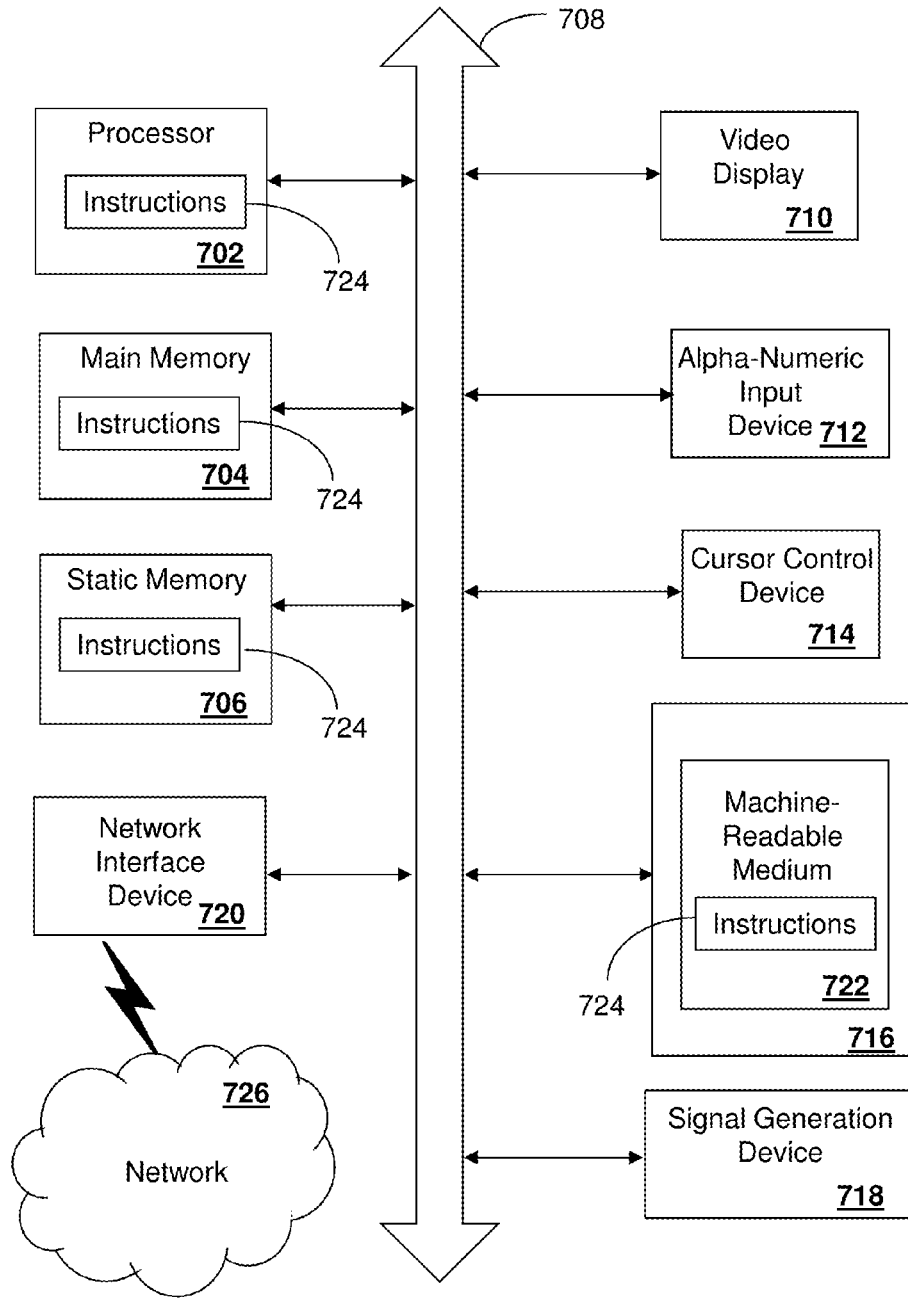 708
Processor
Instructions
702
724
Main Memory
Instructions
704
724
Static Memory
Instructions
706
724
Network
Interface
Device
720
726
Network
Video
Display
710
Alpha-Numeric
Input
Device
712
Cursor Control
Device
714
Machine-
Readable
Medium
Instructions
724
722
716
Signal Generation
Device
718